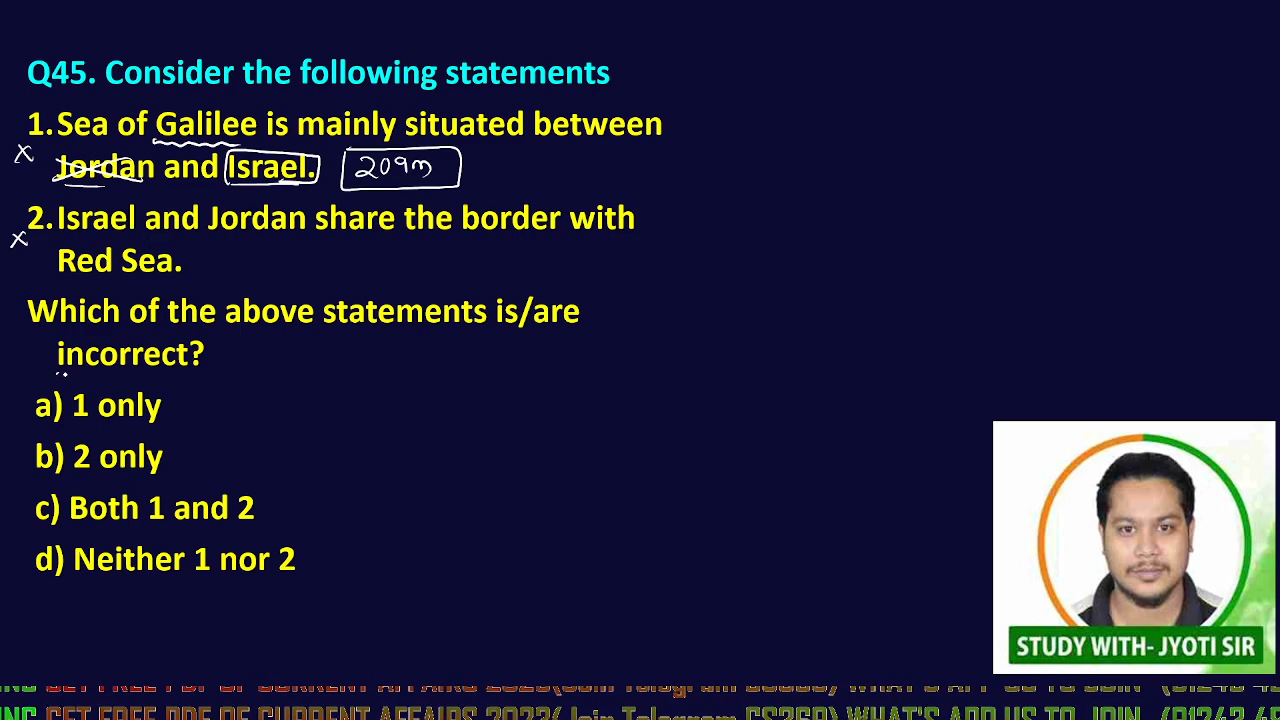 Q45. Consider the following statements
1. Sea of Galilee is mainly situated between
x
Jordan and Israel. 209m
2. Israel and Jordan share the border with
x
Red Sea.
Which of the above statements is/are
incorrect?
a) 1 only
b) 2 only
c) Both 1 and 2
d) Neither 1 nor 2
STUDY WITH- JYOTI SIR
GET FREE PDF OF CURRENT AFFAIRS 2023( Join Telegram
WHAT'S APP US TO JOIN